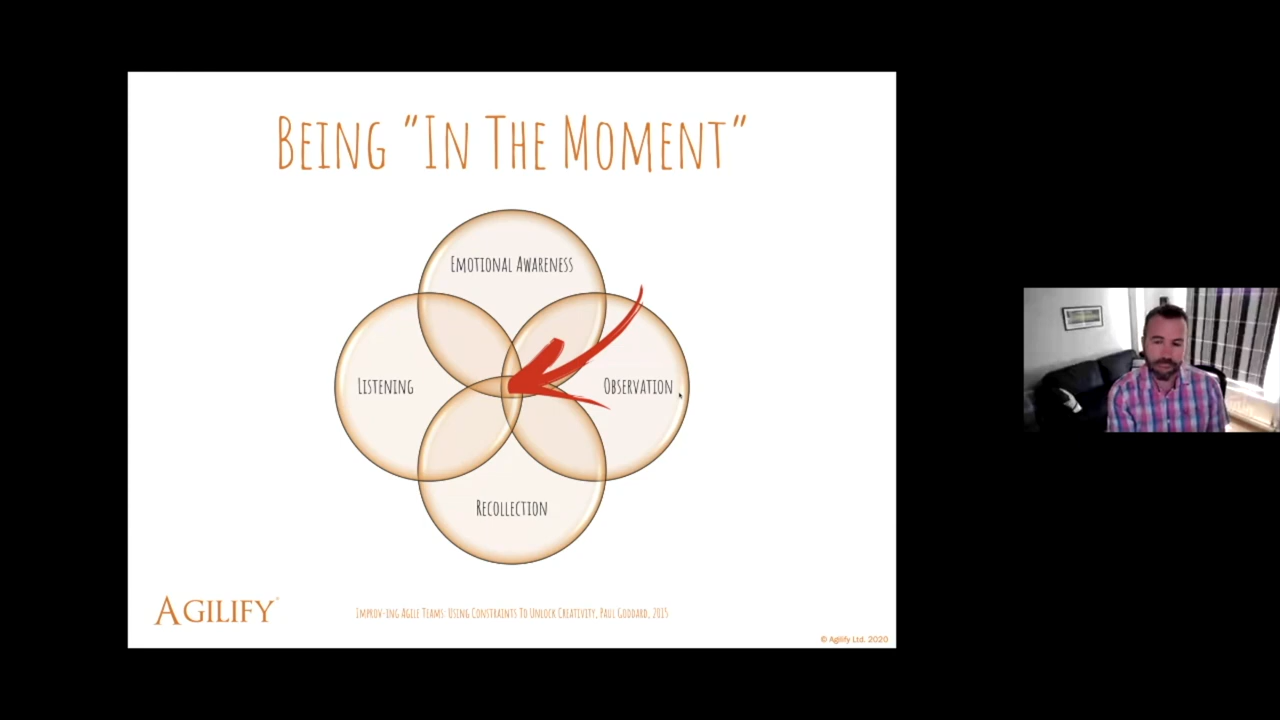 Being “In The Moment”
Emotional Awareness
Listening
Observation
Recollection
AGILIFY
Improv-ing Agile Teams: Using Constraints To Unlock Creativity, Paul Goddard, 2015
© Agilify Ltd. 2020